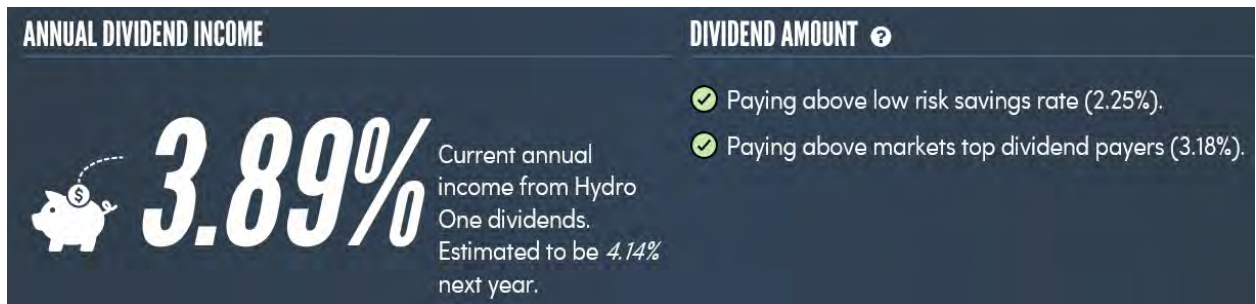 ANNUAL DIVIDEND INCOME
$
3.89%
Current annual
income from Hydro
One dividends.
Estimated to be 4.14%
next year.
DIVIDEND AMOUNT ?
Paying above low risk savings rate (2.25%).
Paying above markets top dividend payers (3.18%).